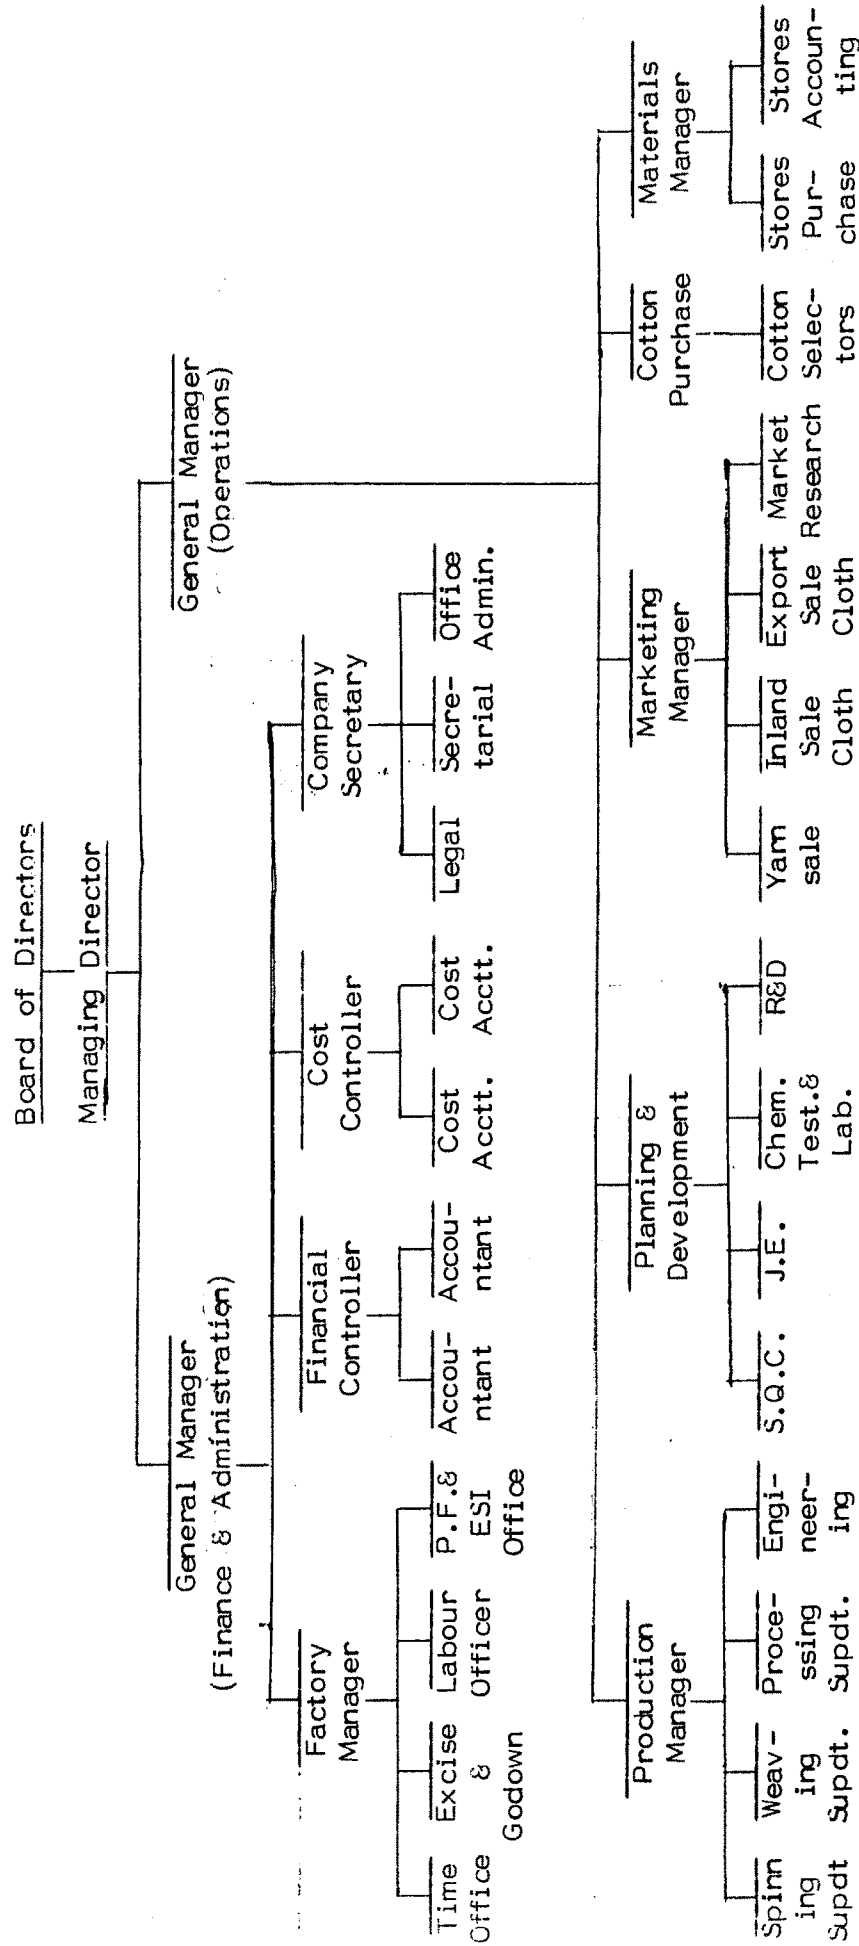 Board of Directors
Managing Director
General Manager
(Finance & Administration)
General Manager
(Operations)
Factory
Manager
Financial
Controller
Cost
Controller
Company
Secretary
Time
Office
Excise
&
Godown
Labour
Officer
P.F.&
ESI
Office
Accou-
ntant
Accou-
ntant
Cost
Acctt.
Cost
Acctt.
Legal
Secre-
tarial
Office
Admin.
Production
Manager
Planning &
Development
Marketing
Manager
Cotton
Purchase
Materials
Manager
Spinn
ing
Supdt
Weav-
ing
Supdt.
Proce-
ssing
Supdt.
Engi-
neer-
ing
S.Q.C.
J.E.
Chem.
Test.&
Lab.
R&D
Yarn
sale
Inland
Sale
Cloth
Export
Sale
Cloth
Market
Research
Cotton
Selec-
tors
Stores
Pur-
chase
Stores
Accoun-
ting